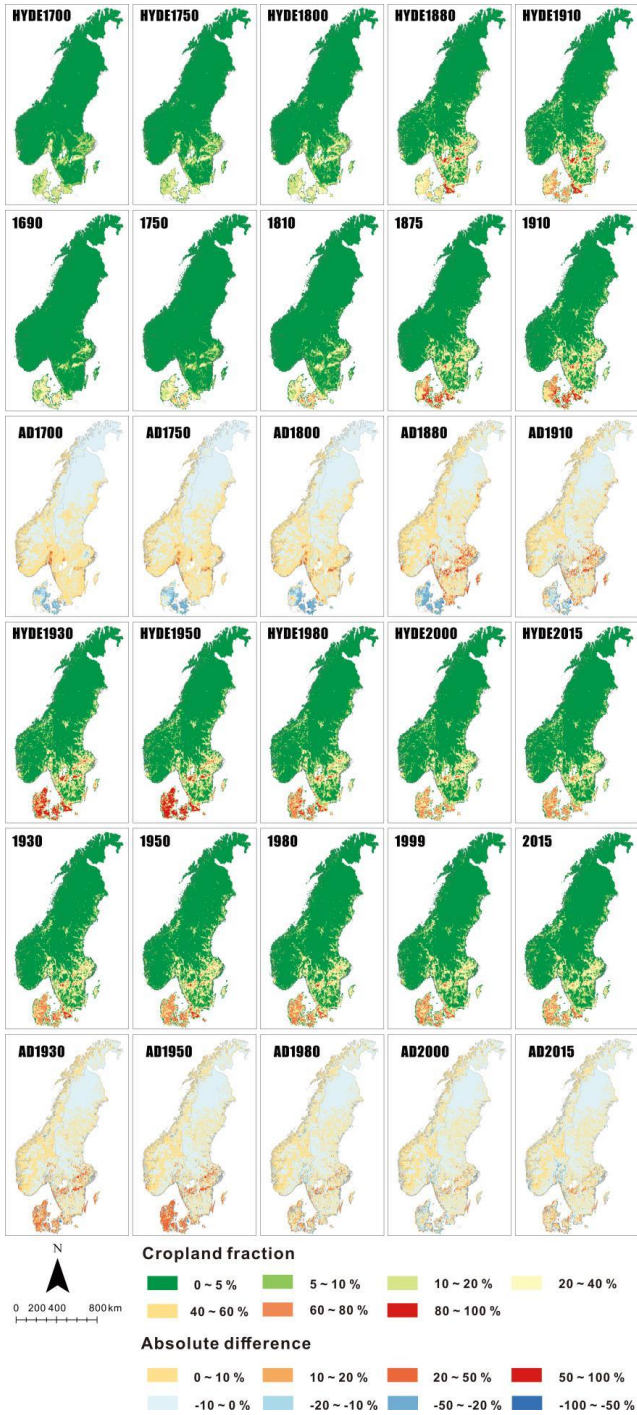 HYDE1700 HYDE1750 HYDE1800 HYDE1880 HYDE1910
1690 1750 1810 1875 1910
AD1700 AD1750 AD1800 AD1880 AD1910
HYDE1930 HYDE1950 HYDE1980 HYDE2000 HYDE2015
1930 1950 1980 1999 2015
AD1930 AD1950 AD1980 AD2000 AD2015
N
0 200 400 800 km
Cropland fraction
0 ~ 5 % 5 ~ 10 % 10 ~ 20 % 20 ~ 40 %
40 ~ 60 % 60 ~ 80 % 80 ~ 100 %
Absolute difference
0 ~ 10 % 10 ~ 20 % 20 ~ 50 % 50 ~ 100 %
-10 ~ 0 % -20 ~ -10 % -50 ~ -20 % -100 ~ -50 %